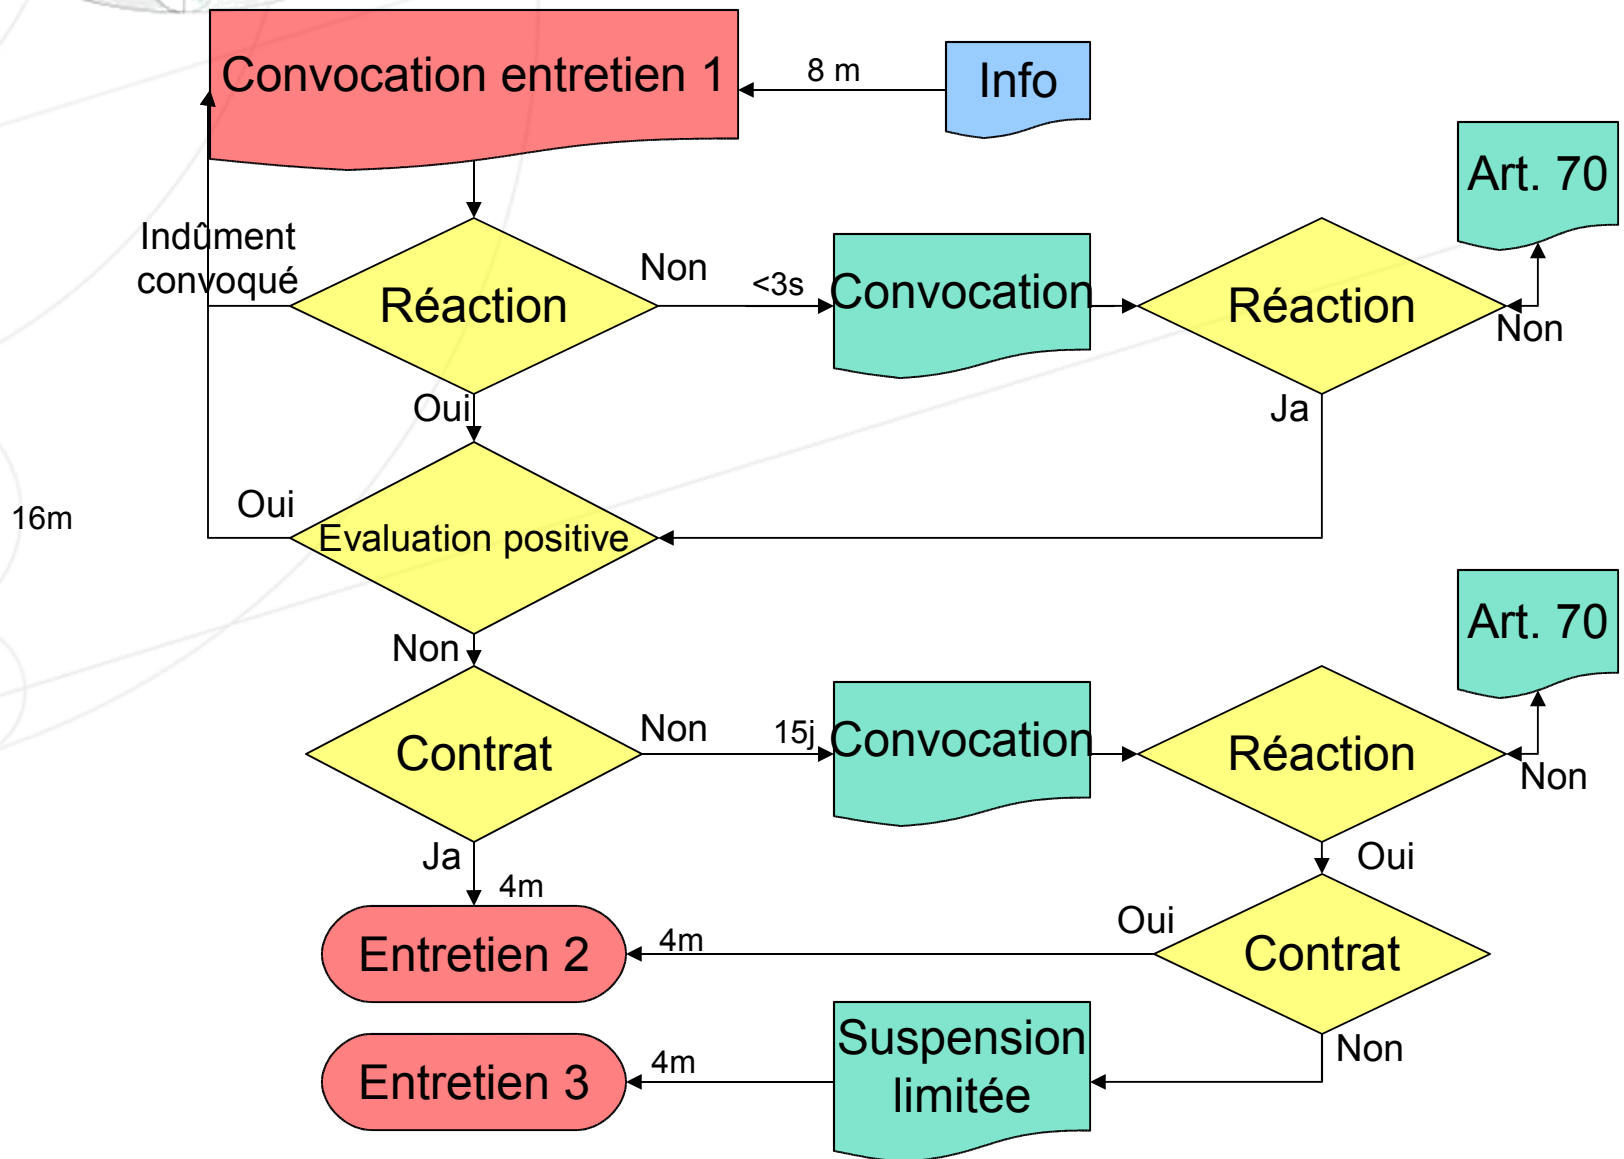 Convocation entretien 1
8 m
Info
Art. 70
Indûment
convoqué
Réaction
Non
<3s
Convocation
Réaction
Non
Oui
Ja
16m
Oui
Evaluation positive
Non
Art. 70
Contrat
Non
15j
Convocation
Réaction
Non
Ja
4m
Oui
Entretien 2
4m
Oui
Contrat
Entretien 3
4m
Suspension
limitée
Non